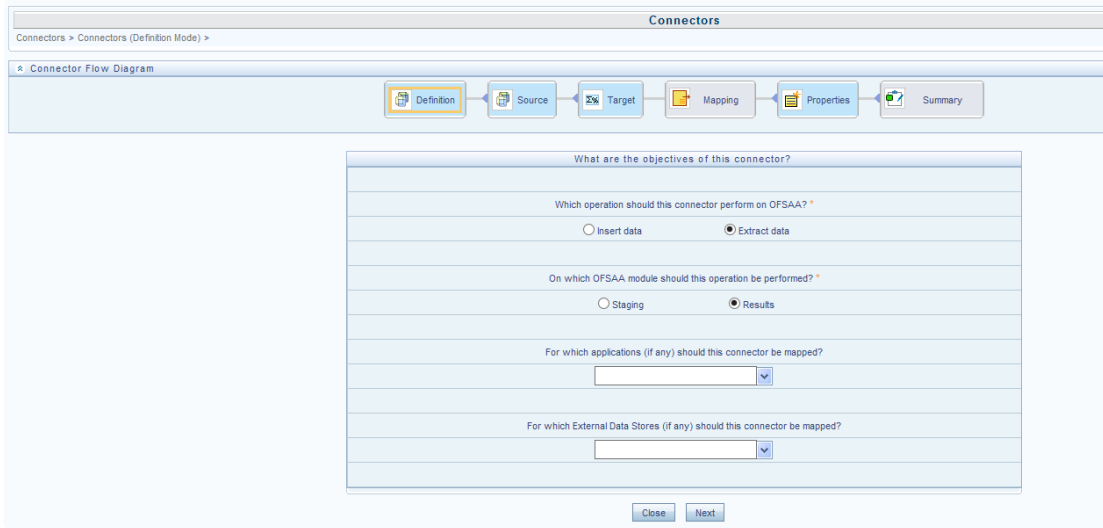 Connectors
Connectors > Connectors (Definition Mode) >
Connector Flow Diagram
Definition Source Σ% Target Mapping Properties Summary
What are the objectives of this connector?
Which operation should this connector perform on OFSAA? *
Insert data Extract data
On which OFSAA module should this operation be performed? *
Staging Results
For which applications (if any) should this connector be mapped?
For which External Data Stores (if any) should this connector be mapped?
Close Next